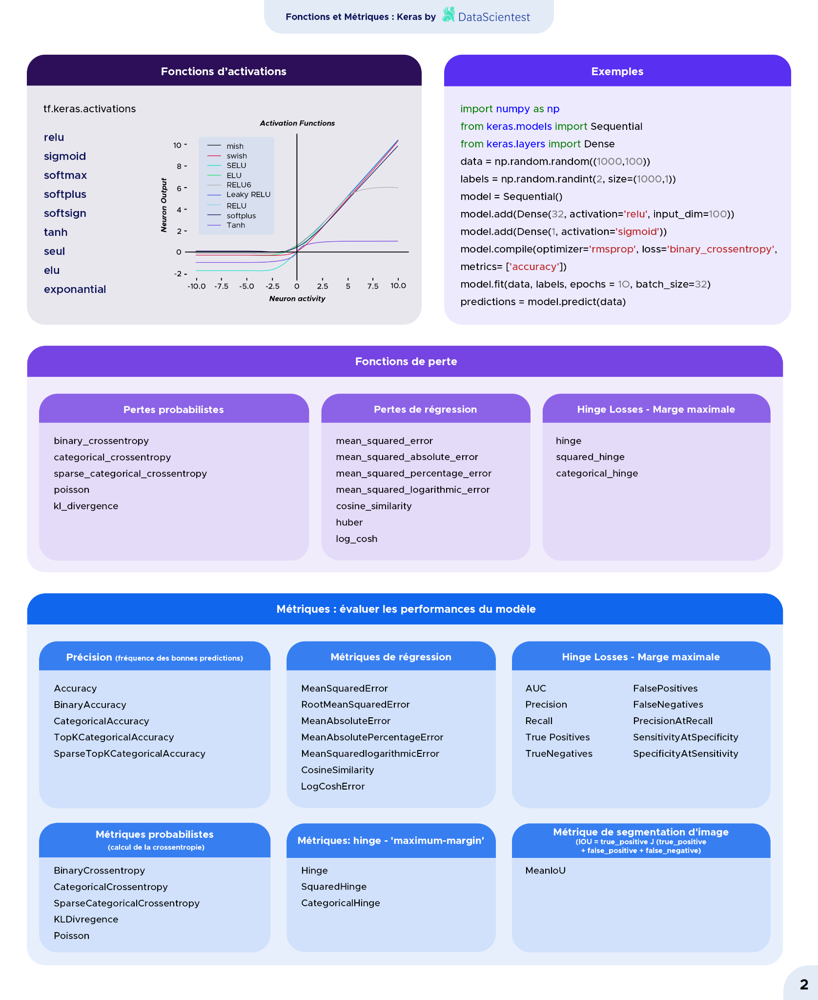 Fonctions et Métriques : Keras by DataScientest
Fonctions d'activations
tf.keras.activations
relu
sigmoid
softmax
softplus
softsign
tanh
seul
elu
exponantial
Activation Functions
Neuron Output
10
8
6
4
2
0
-2
mish
swish
SELU
ELU
RELU6
Leaky RELU
RELU
softplus
Tanh
-10.0 -7.5 -5.0 -2.5 0 2.5 5 7.5 10.0
Neuron activity
Exemples
import numpy as np
from keras.models import Sequential
from keras.layers import Dense
data = np.random.random((1000,100))
labels = np.random.randint(2, size=(1000,1))
model = Sequential()
model.add(Dense(32, activation='relu', input_dim=100))
model.add(Dense(1, activation='sigmoid'))
model.compile(optimizer='rmsprop', loss='binary_crossentropy',
metrics= ['accuracy'])
model.fit(data, labels, epochs = 10, batch_size=32)
predictions = model.predict(data)
Fonctions de perte
Pertes probabilistes
binary_crossentropy
categorical_crossentropy
sparse_categorical_crossentropy
poisson
kl_divergence
Pertes de régression
mean_squared_error
mean_squared_absolute_error
mean_squared_percentage_error
mean_squared_logarithmic_error
cosine_similarity
huber
log_cosh
Hinge Losses - Marge maximale
hinge
squared_hinge
categorical_hinge
Métriques : évaluer les performances du modèle
Précision (fréquence des bonnes predictions)
Accuracy
BinaryAccuracy
CategoricalAccuracy
TopKCategoricalAccuracy
SparseTopKCategoricalAccuracy
Métriques de régression
MeanSquaredError
RootMeanSquaredError
MeanAbsoluteError
MeanAbsolutePercentageError
MeanSquaredlogarithmicError
CosineSimilarity
LogCoshError
Hinge Losses - Marge maximale
AUC
Precision
Recall
True Positives
TrueNegatives
FalsePositives
FalseNegatives
PrecisionAtRecall
SensitivityAtSpecificity
SpecificityAtSensitivity
Métriques probabilistes
(calcul de la crossentropie)
BinaryCrossentropy
CategoricalCrossentropy
SparseCategoricalCrossentropy
KLDivregence
Poisson
Métriques: hinge - 'maximum-margin'
Hinge
SquaredHinge
CategoricalHinge
Métrique de segmentation d'image
(IOU = true_positive J (true_positive
+ false_positive + false_negative)
MeanIoU
2